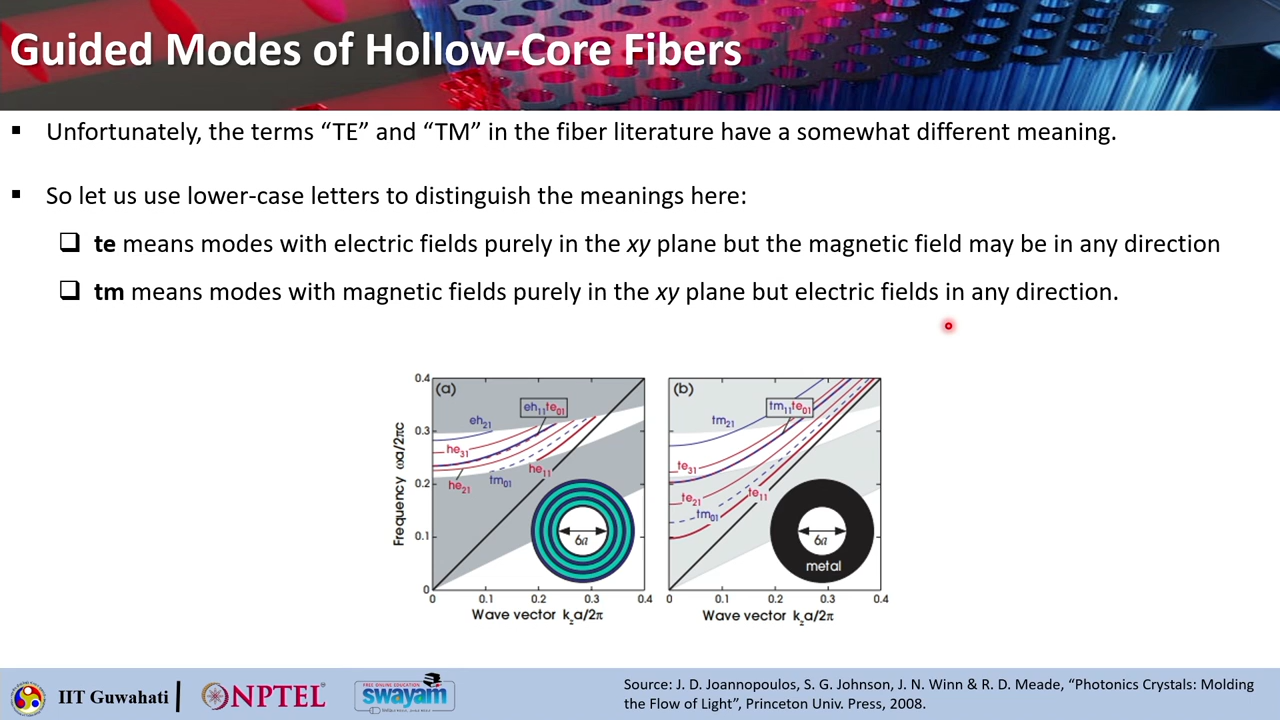 Guided Modes of Hollow-Core Fibers
▪ Unfortunately, the terms “TE” and “TM” in the fiber literature have a somewhat different meaning.
▪ So let us use lower-case letters to distinguish the meanings here:
❑ te means modes with electric fields purely in the xy plane but the magnetic field may be in any direction
❑ tm means modes with magnetic fields purely in the xy plane but electric fields in any direction.
(a)
eh₁₁ te₀₁
eh₂₁
he₃₁
he₂₁
tm₀₁
he₁₁
6a
Frequency ωa/2πc
0.4
0.3
0.2
0.1
0
0 0.1 0.2 0.3 0.4
Wave vector k_z a/2π
(b)
tm₁₁ te₀₁
tm₂₁
te₃₁
te₂₁
tm₀₁
te₁₁
6a
metal
0 0.1 0.2 0.3 0.4
Wave vector k_z a/2π
IIT Guwahati
NPTEL
FREE ONLINE EDUCATION
swayam
Source: J. D. Joannopoulos, S. G. Johnson, J. N. Winn & R. D. Meade, “Photonics Crystals: Molding
the Flow of Light”, Princeton Univ. Press, 2008.